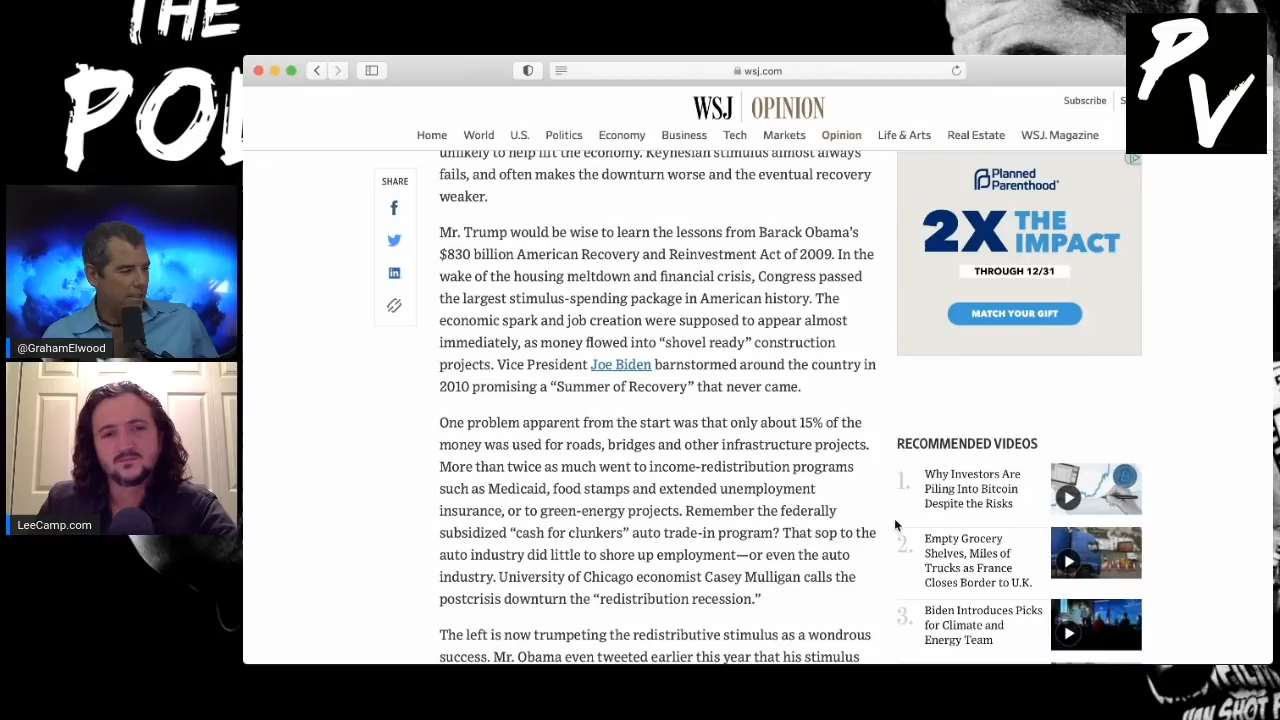 THE
POL
PV
wsj.com
WSJ OPINION
Subscribe
S
Home World U.S. Politics Economy Business Tech Markets Opinion Life & Arts Real Estate WSJ. Magazine
SHARE
unlikely to help lift the economy. Keynesian stimulus almost always
fails, and often makes the downturn worse and the eventual recovery
weaker.
Mr. Trump would be wise to learn the lessons from Barack Obama's
$830 billion American Recovery and Reinvestment Act of 2009. In the
wake of the housing meltdown and financial crisis, Congress passed
the largest stimulus-spending package in American history. The
economic spark and job creation were supposed to appear almost
immediately, as money flowed into “shovel ready” construction
projects. Vice President Joe Biden barnstormed around the country in
2010 promising a “Summer of Recovery” that never came.
One problem apparent from the start was that only about 15% of the
money was used for roads, bridges and other infrastructure projects.
More than twice as much went to income-redistribution programs
such as Medicaid, food stamps and extended unemployment
insurance, or to green-energy projects. Remember the federally
subsidized “cash for clunkers” auto trade-in program? That sop to the
auto industry did little to shore up employment—or even the auto
industry. University of Chicago economist Casey Mulligan calls the
postcrisis downturn the “redistribution recession.”
The left is now trumpeting the redistributive stimulus as a wondrous
success. Mr. Obama even tweeted earlier this year that his stimulus
Planned
Parenthood®
2X THE
IMPACT
THROUGH 12/31
MATCH YOUR GIFT
RECOMMENDED VIDEOS
1. Why Investors Are
Piling Into Bitcoin
Despite the Risks
2. Empty Grocery
Shelves, Miles of
Trucks as France
Closes Border to U.K.
3. Biden Introduces Picks
for Climate and
Energy Team
@GrahamElwood
LeeCamp.com